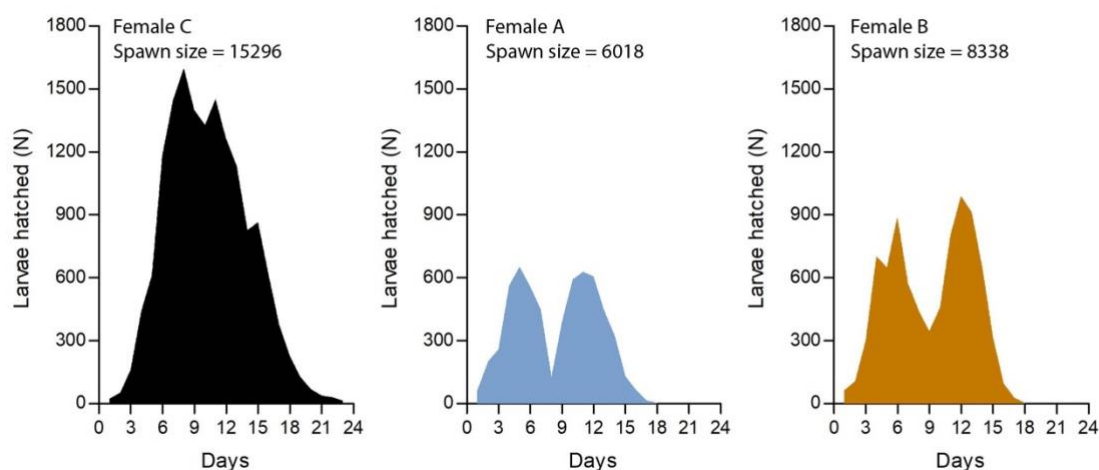 Female C
Spawn size = 15296
1800
1500
1200
900
600
300
0
Larvae hatched (N)
0 3 6 9 12 15 18 21 24
Days
Female A
Spawn size = 6018
1800
1500
1200
900
600
300
0
Larvae hatched (N)
0 3 6 9 12 15 18 21 24
Days
Female B
Spawn size = 8338
1800
1500
1200
900
600
300
0
Larvae hatched (N)
0 3 6 9 12 15 18 21 24
Days